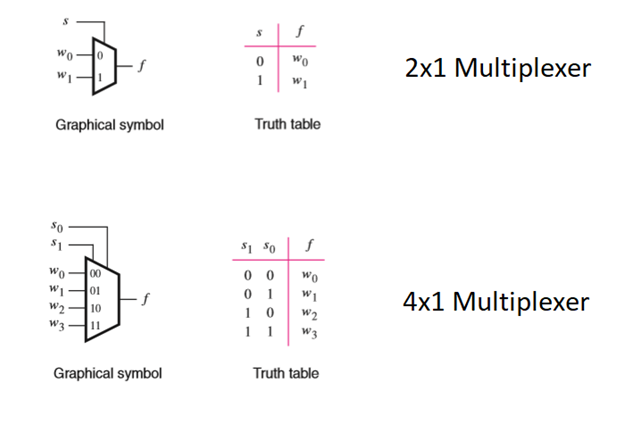 s
w0 0
w1 1
f
Graphical symbol
s f
0 w0
1 w1
Truth table
2x1 Multiplexer
s0
s1
w0 00
w1 01
w2 10
w3 11
f
Graphical symbol
s1 s0 f
0 0 w0
0 1 w1
1 0 w2
1 1 w3
Truth table
4x1 Multiplexer